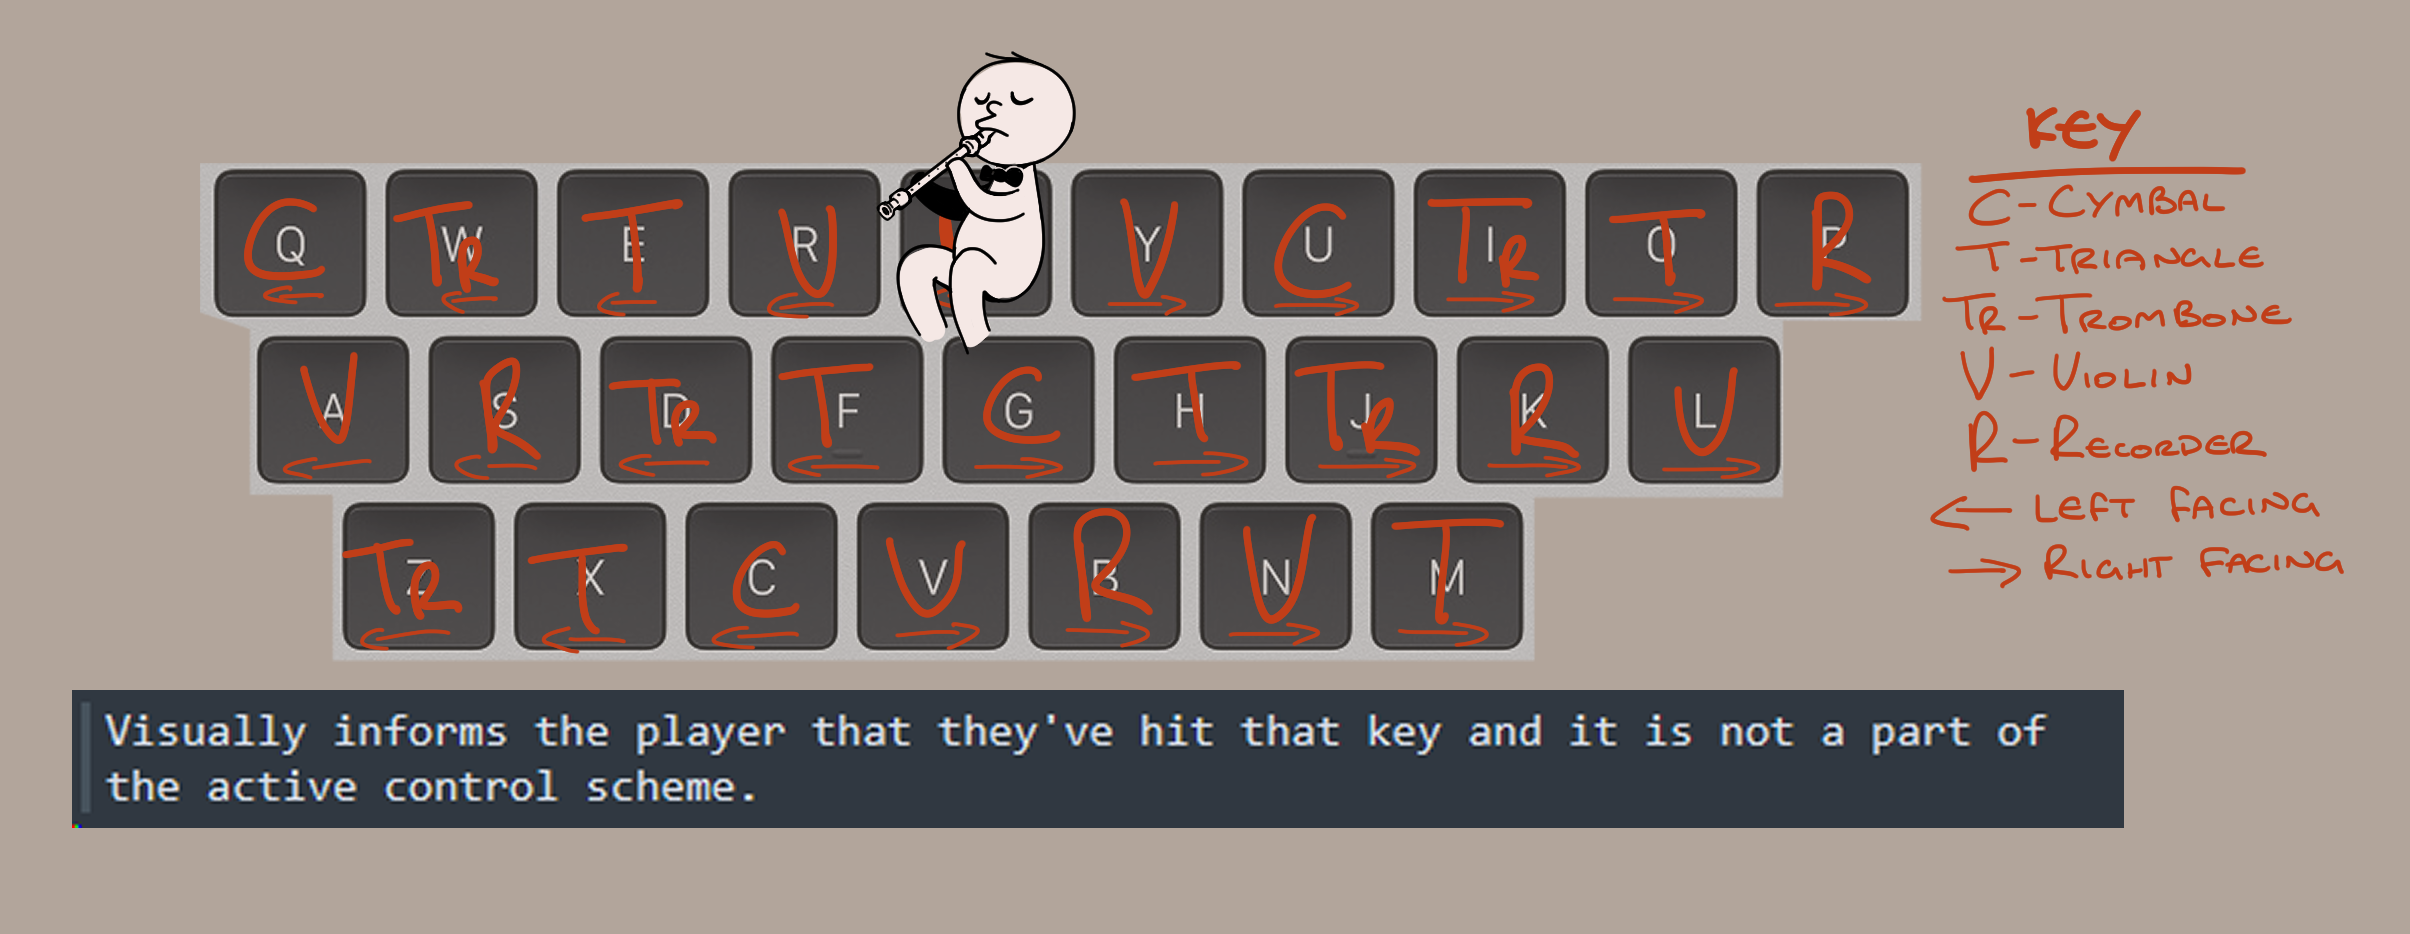 KEY
C - CYMBAL
T - TRIANGLE
TR - TROMBONE
V - VIOLIN
R - RECORDER
← LEFT FACING
→ RIGHT FACING
Q W E R Y U I O P
C TR T V V C TR T R
← ← ← ← → → → → →
A S D F G H J K L
V R TR T C T TR R V
← ← ← ← → → → → →
Z X C V B N M
TR T C V R V T
← ← ← → → → →
Visually informs the player that they've hit that key and it is not a part of
the active control scheme.